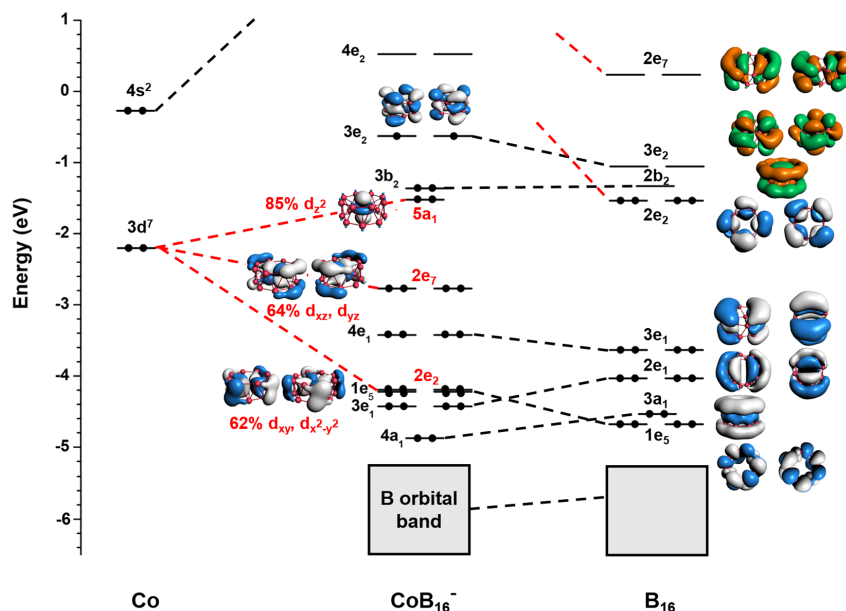 1
0
-1
-2
-3
-4
-5
-6
Energy (eV)
4s²
3d⁷
85% d_z²
64% d_xz, d_yz
62% d_xy, d_x²-y²
4e₂
3e₂
3b₂
5a₁
2e₇
4e₁
2e₂
1e₅
3e₁
4a₁
B orbital
band
2e₇
3e₂
2b₂
2e₂
3e₁
2e₁
3a₁
1e₅
Co
CoB₁₆⁻
B₁₆